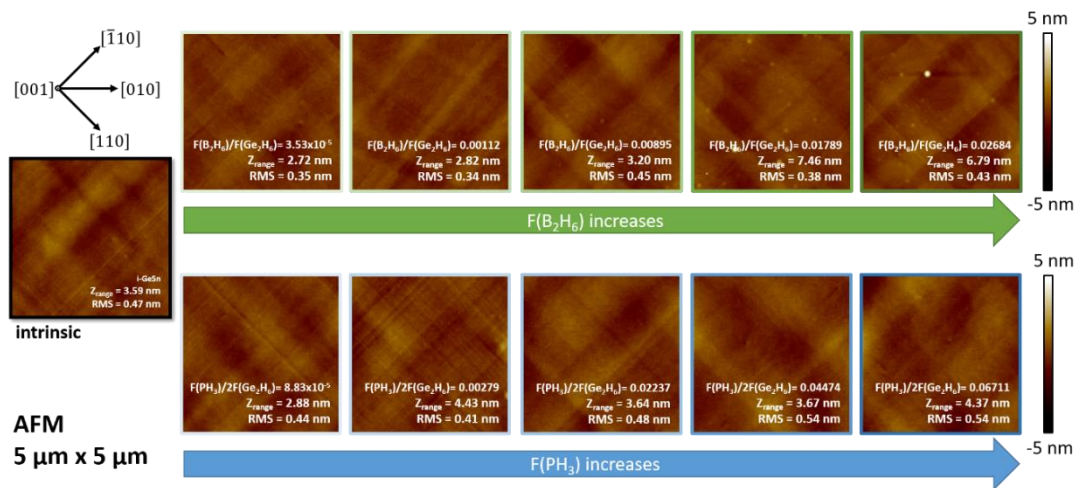 [1̅10]
[001]
[010]
[110]
i-GeSn
Zrange = 3.59 nm
RMS = 0.47 nm
intrinsic
AFM
5 μm x 5 μm
F(B₂H₆)/F(Ge₂H₆)= 3.53x10⁻⁵
Zrange = 2.72 nm
RMS = 0.35 nm
F(B₂H₆)/F(Ge₂H₆)= 0.00112
Zrange = 2.82 nm
RMS = 0.34 nm
F(B₂H₆)/F(Ge₂H₆)= 0.00895
Zrange = 3.20 nm
RMS = 0.45 nm
F(B₂H₆)/F(Ge₂H₆)= 0.01789
Zrange = 7.46 nm
RMS = 0.38 nm
F(B₂H₆)/F(Ge₂H₆)= 0.02684
Zrange = 6.79 nm
RMS = 0.43 nm
5 nm
-5 nm
F(B₂H₆) increases
F(PH₃)/2F(Ge₂H₆)= 8.83x10⁻⁵
Zrange = 2.88 nm
RMS = 0.44 nm
F(PH₃)/2F(Ge₂H₆)= 0.00279
Zrange = 4.43 nm
RMS = 0.41 nm
F(PH₃)/2F(Ge₂H₆)= 0.02237
Zrange = 3.64 nm
RMS = 0.48 nm
F(PH₃)/2F(Ge₂H₆)= 0.04474
Zrange = 3.67 nm
RMS = 0.54 nm
F(PH₃)/2F(Ge₂H₆)= 0.06711
Zrange = 4.37 nm
RMS = 0.54 nm
5 nm
-5 nm
F(PH₃) increases